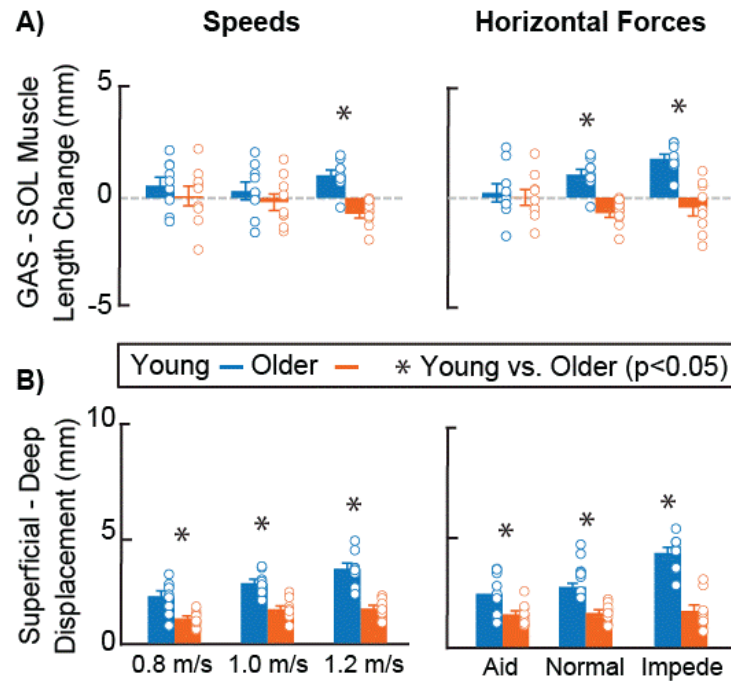 A)
Speeds
Horizontal Forces
GAS - SOL Muscle
Length Change (mm)
5
0
-5
*
* *
Young Older * Young vs. Older (p<0.05)
B)
Superficial - Deep
Displacement (mm)
10
5
0
* * *
* * *
0.8 m/s 1.0 m/s 1.2 m/s
Aid Normal Impede